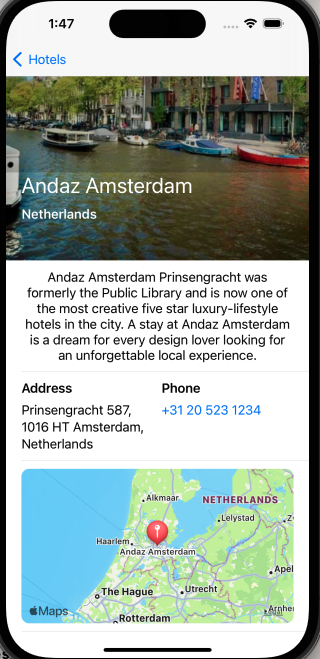 1:47
Hotels
Andaz Amsterdam
Netherlands
Andaz Amsterdam Prinsengracht was
formerly the Public Library and is now one of
the most creative five star luxury-lifestyle
hotels in the city. A stay at Andaz Amsterdam
is a dream for every design lover looking for
an unforgettable local experience.
Address
Phone
Prinsengracht 587,
1016 HT Amsterdam,
Netherlands
+31 20 523 1234
Alkmaar
NETHERLANDS
Lelystad
Z
Haarlem
Andaz Amsterdam
Apel
The Hague
Utrecht
Maps
Arnhe
Legal
Rotterdam